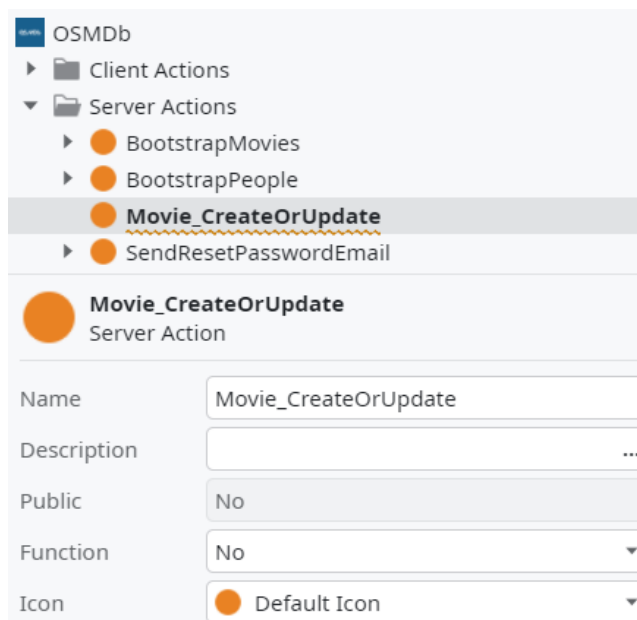 OSMDb
Client Actions
Server Actions
BootstrapMovies
BootstrapPeople
Movie_CreateOrUpdate
SendResetPasswordEmail
Movie_CreateOrUpdate
Server Action
Name Movie_CreateOrUpdate
Description ...
Public No
Function No
Icon Default Icon